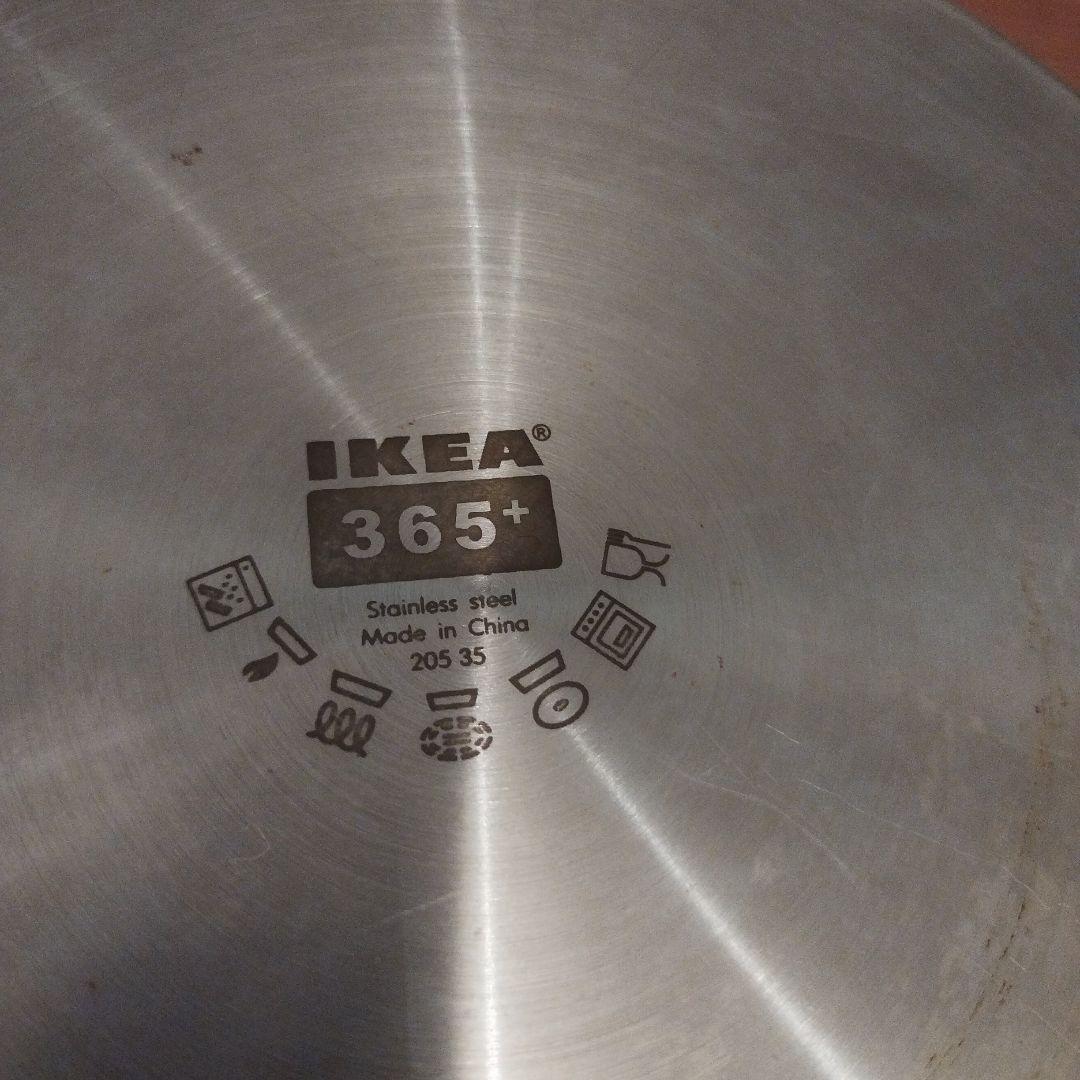 IKEA®
365+
Stainless steel
Made in China
205 35